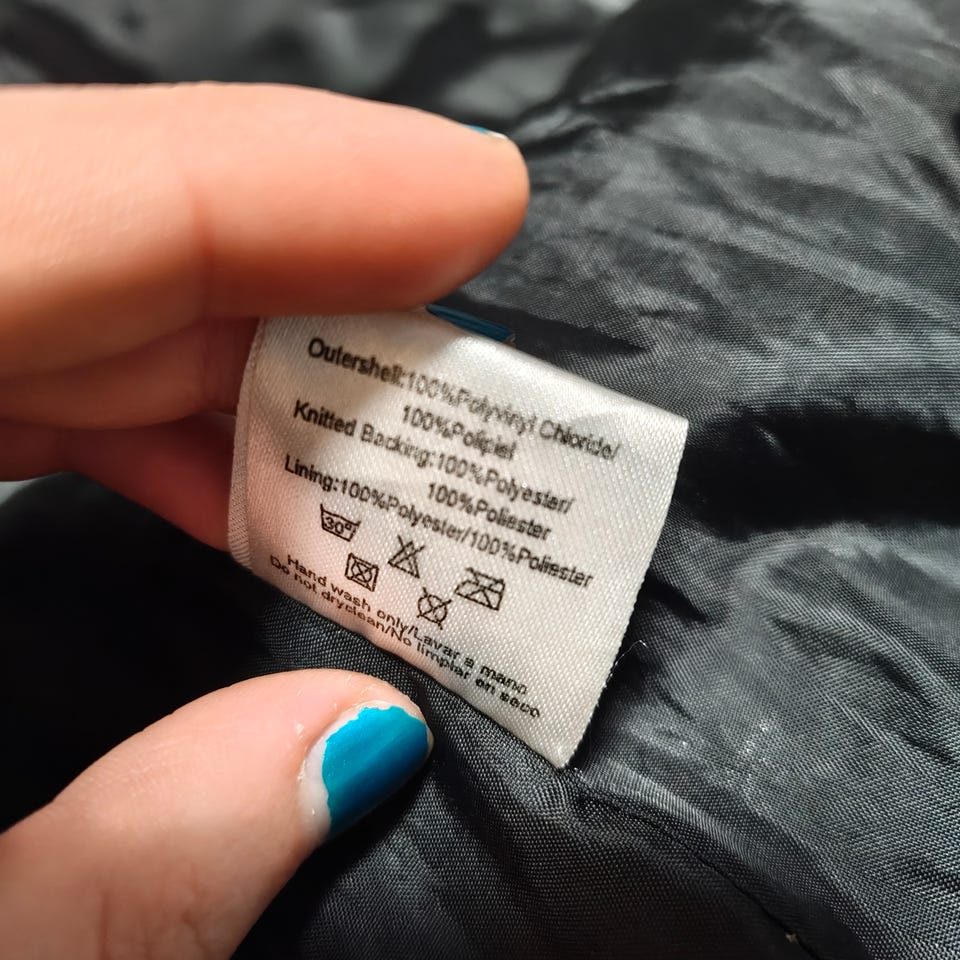 Outershell:100%Polyvinyl Chloride/
100%Polipiel
Knitted Backing:100%Polyester/
100%Poliester
Lining:100%Polyester/100%Poliester
30°
Hand wash only/Lavar a mano
Do not dryclean/No limpiar en seco